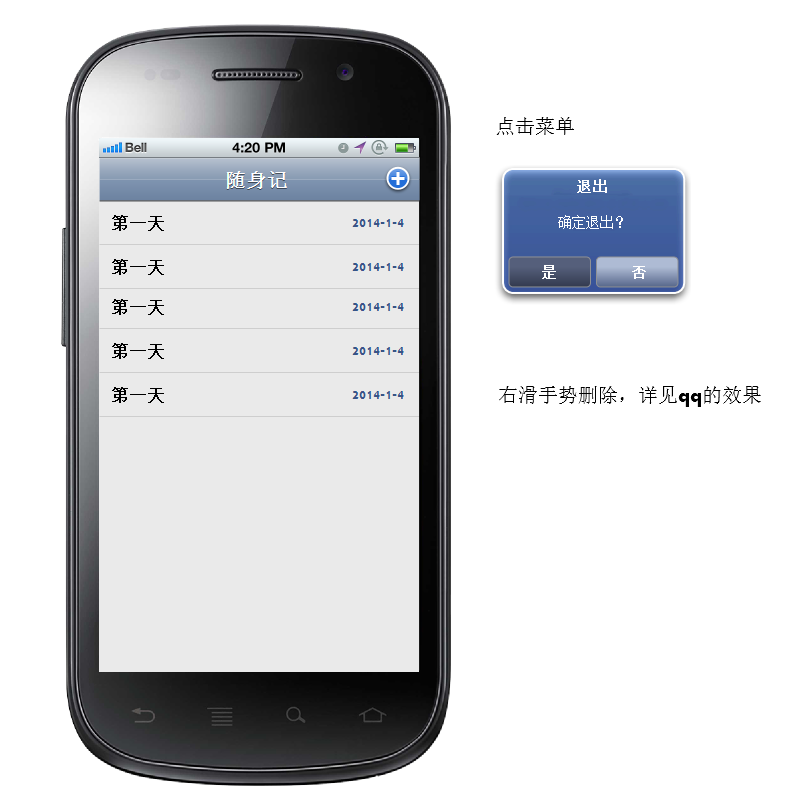 Bell 4:20 PM
随身记
第一天 2014-1-4
第一天 2014-1-4
第一天 2014-1-4
第一天 2014-1-4
第一天 2014-1-4
点击菜单
退出
确定退出?
是 否
右滑手势删除，详见qq的效果